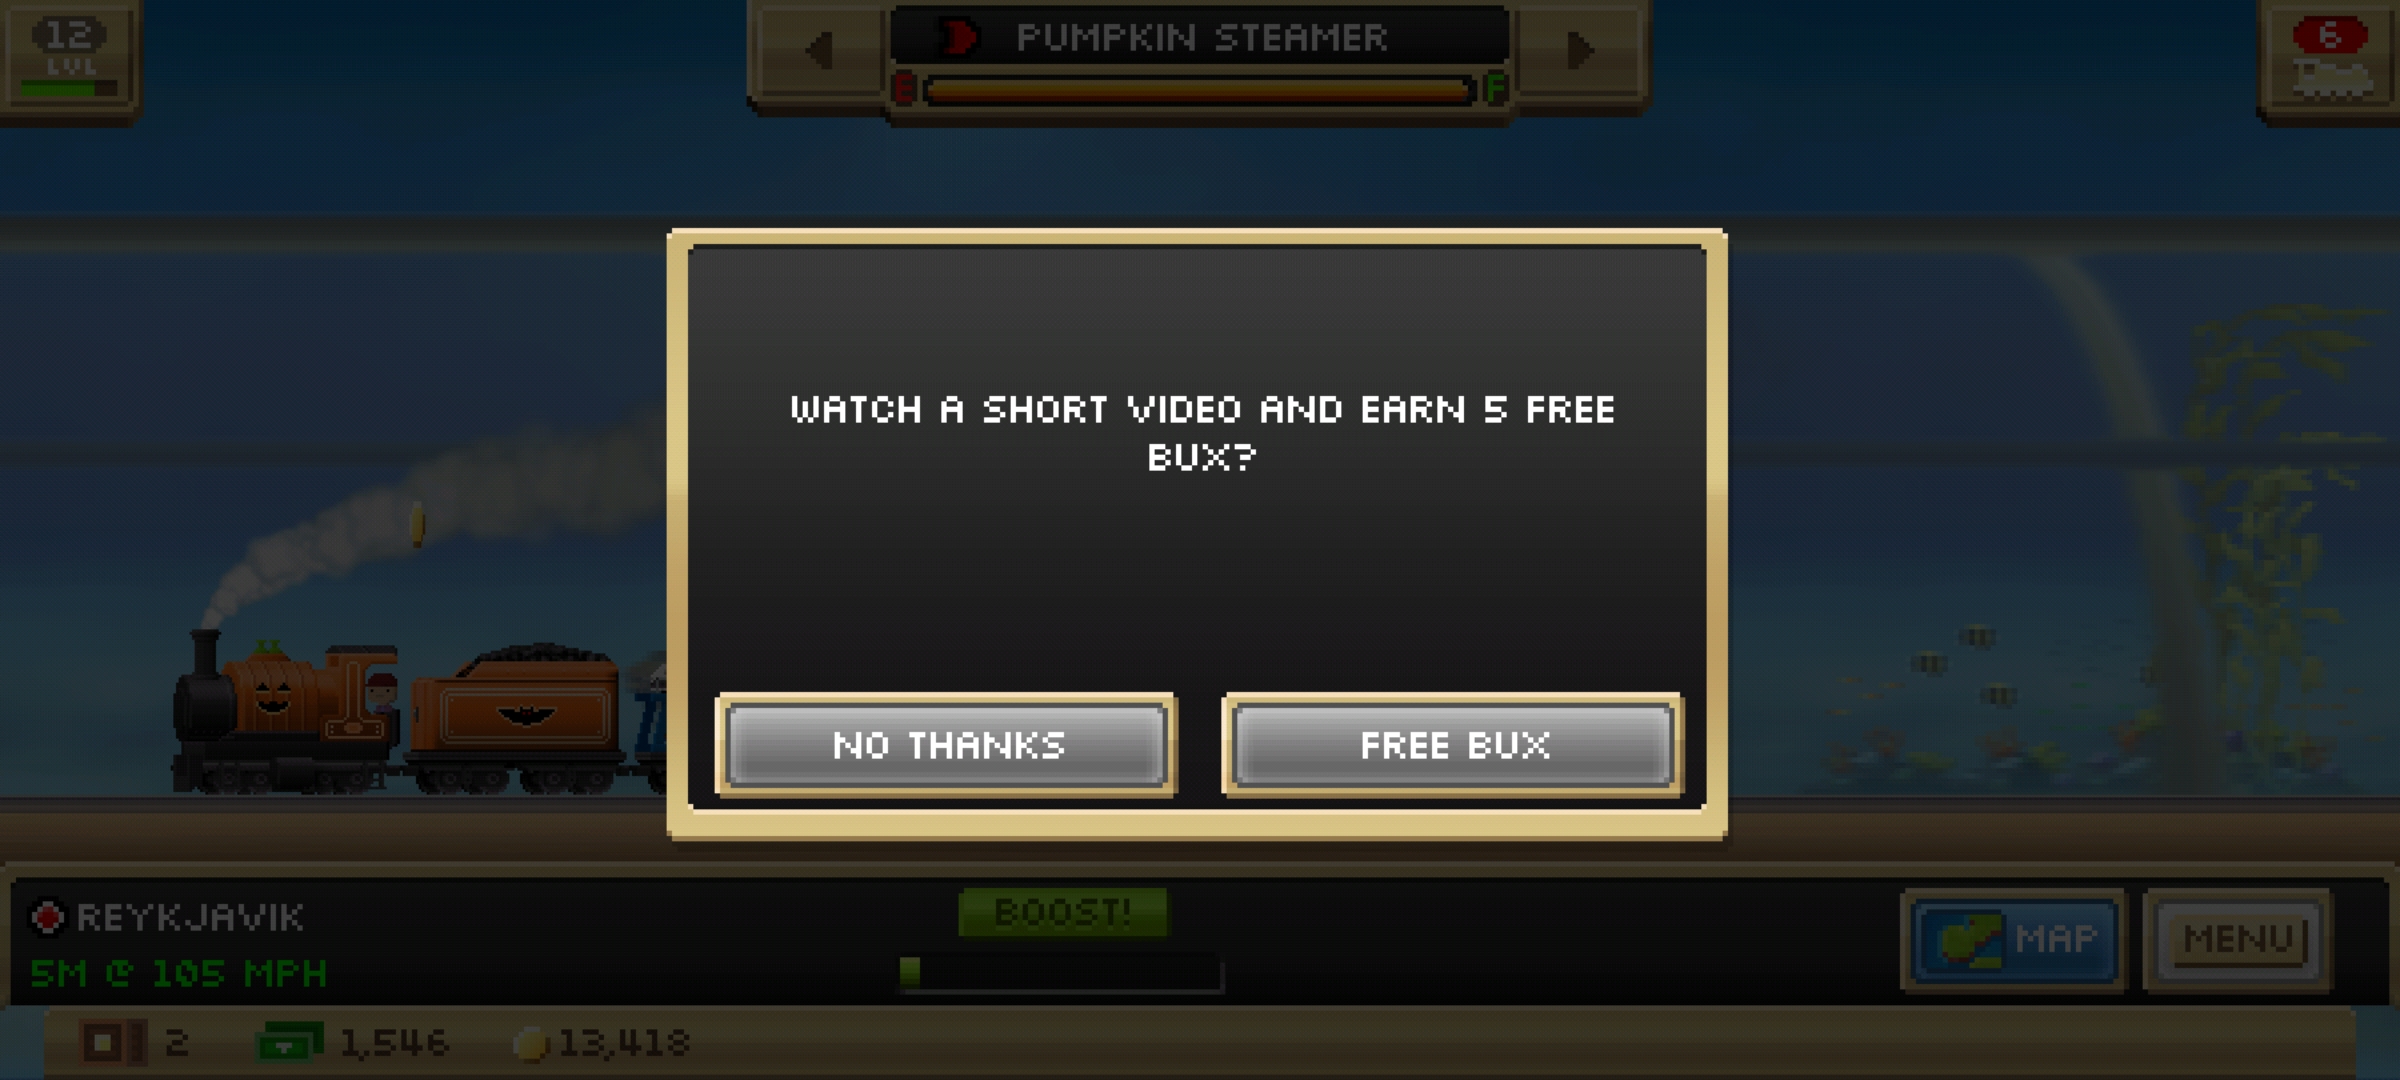 12
LVL
PUMPKIN STEAMER
E F
6
WATCH A SHORT VIDEO AND EARN 5 FREE
BUX?
NO THANKS
FREE BUX
REYKJAVIK
5M @ 105 MPH
BOOST!
MAP
MENU
2
1,546
13,418